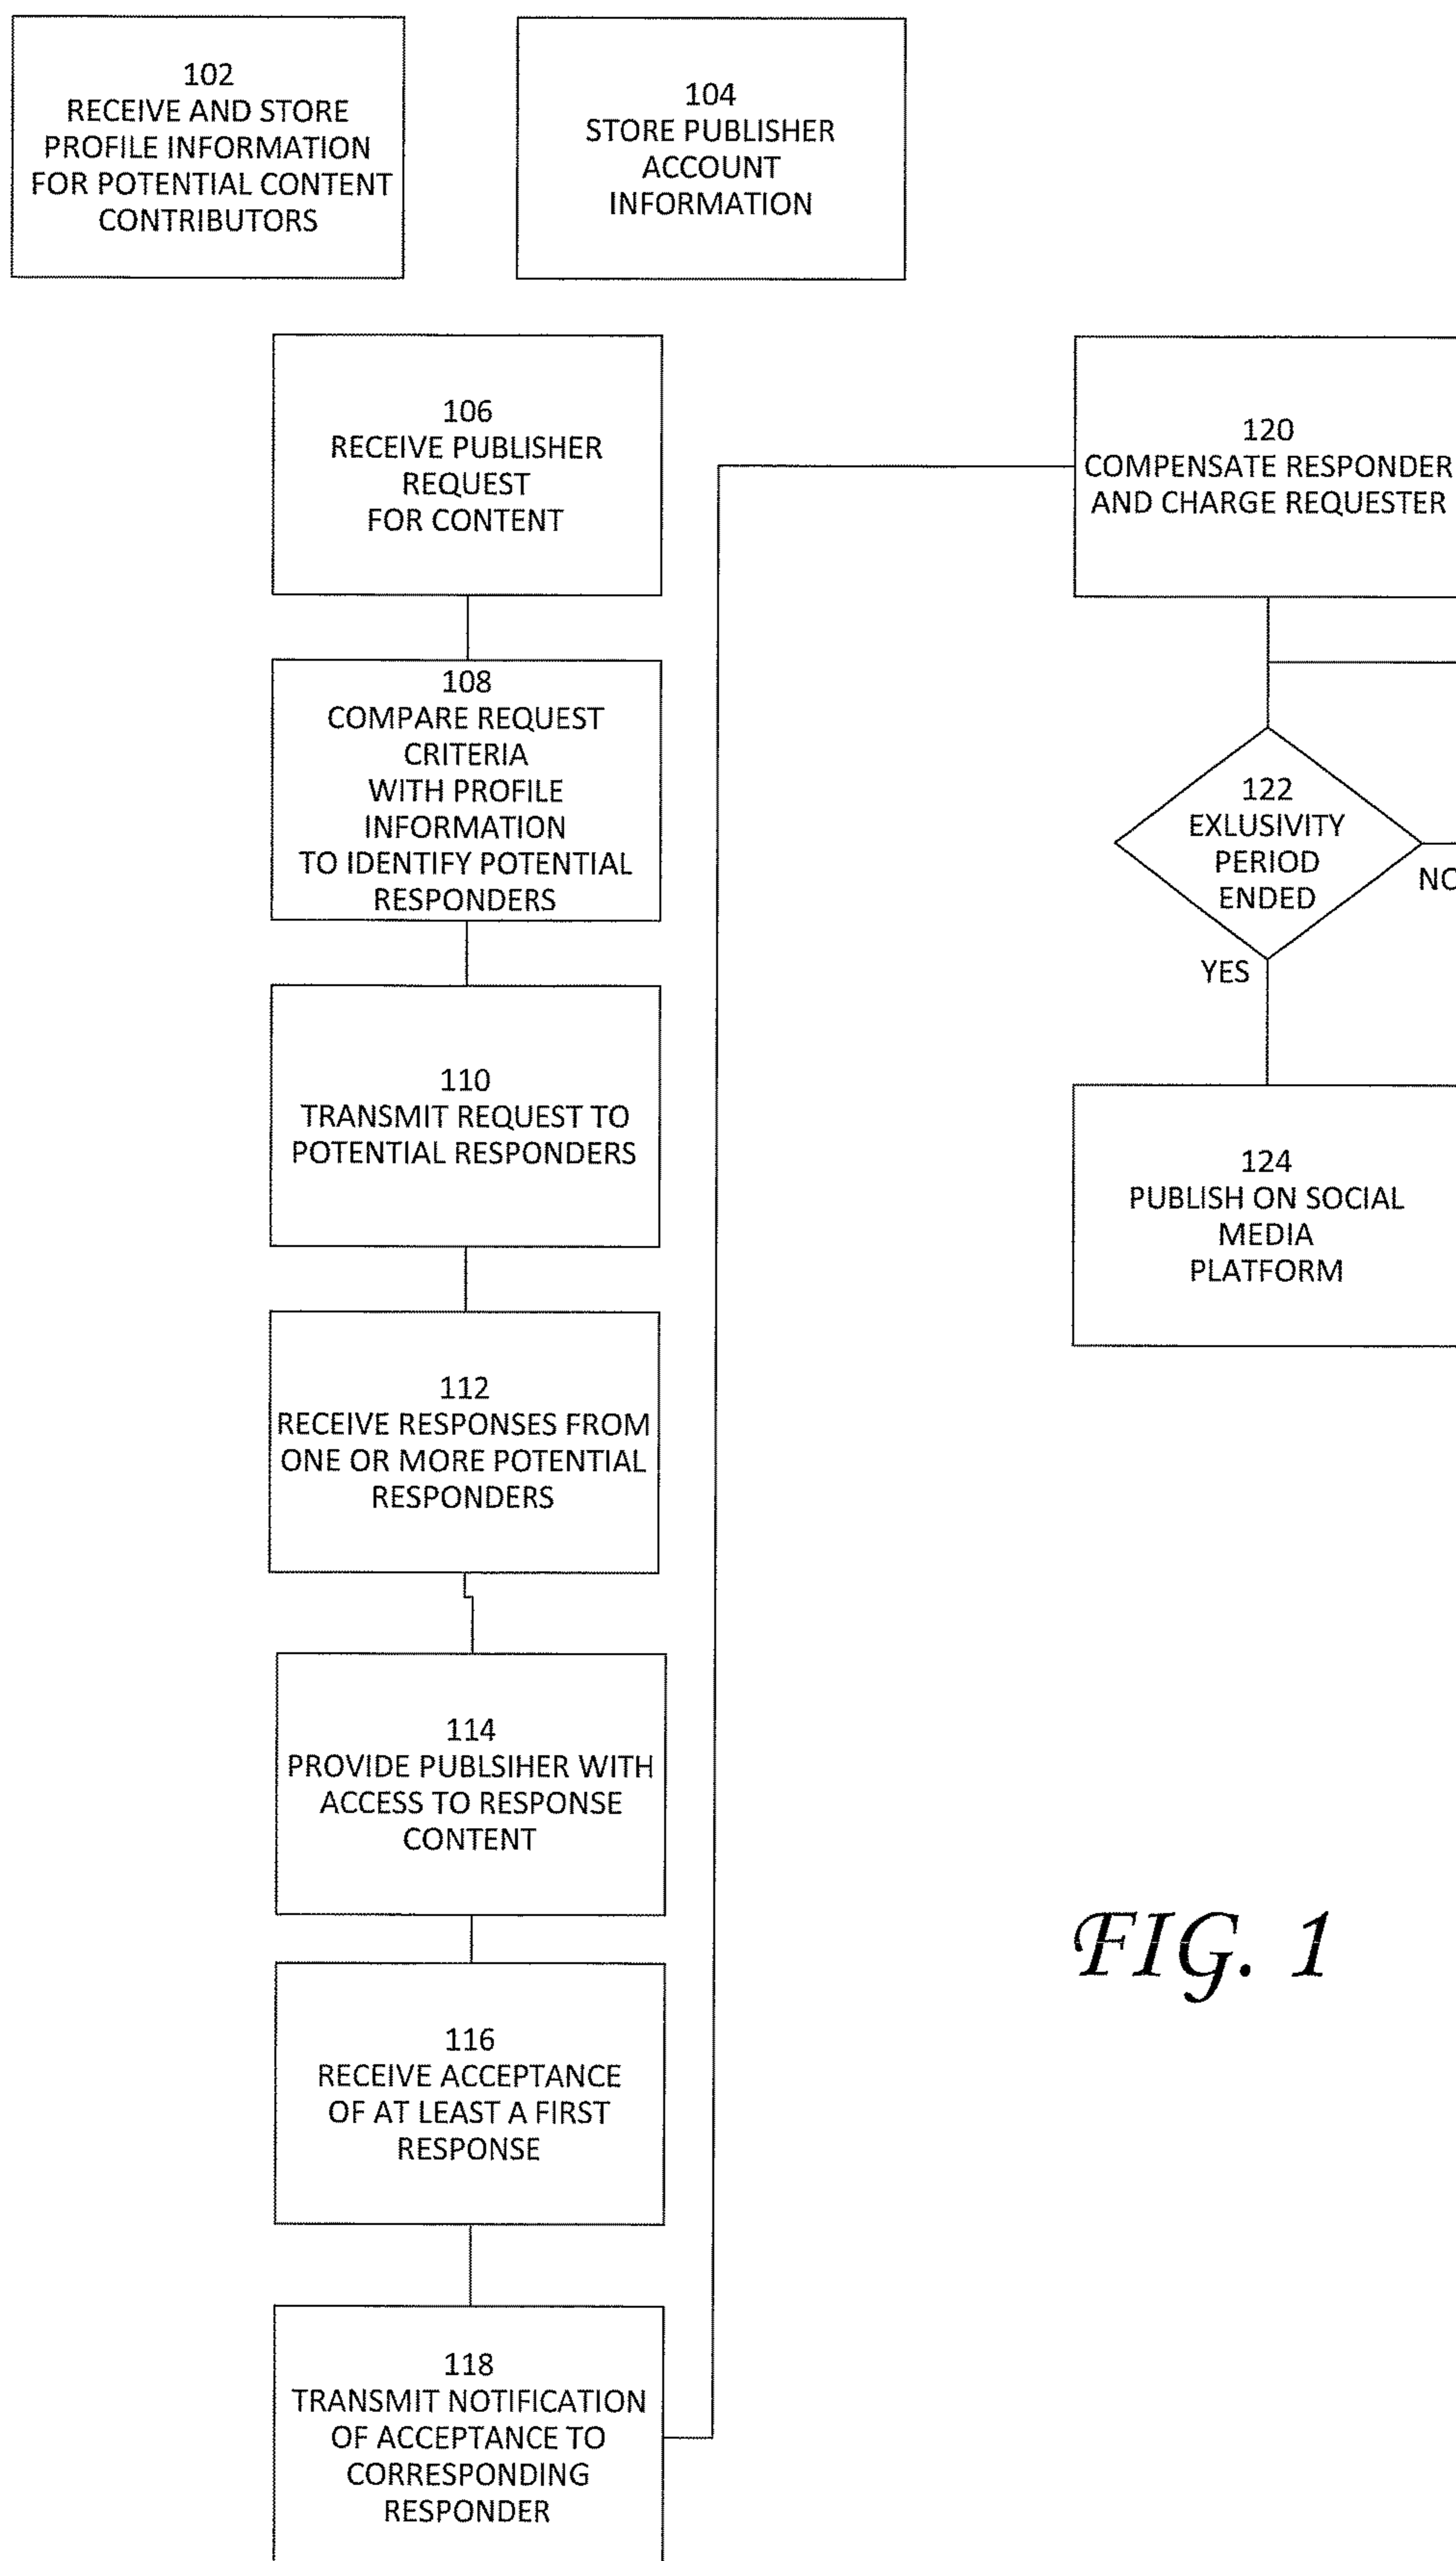 102
RECEIVE AND STORE
PROFILE INFORMATION
FOR POTENTIAL CONTENT
CONTRIBUTORS
104
STORE PUBLISHER
ACCOUNT
INFORMATION
106
RECEIVE PUBLISHER
REQUEST
FOR CONTENT
108
COMPARE REQUEST
CRITERIA
WITH PROFILE
INFORMATION
TO IDENTIFY POTENTIAL
RESPONDERS
110
TRANSMIT REQUEST TO
POTENTIAL RESPONDERS
112
RECEIVE RESPONSES FROM
ONE OR MORE POTENTIAL
RESPONDERS
114
PROVIDE PUBLSIHER WITH
ACCESS TO RESPONSE
CONTENT
116
RECEIVE ACCEPTANCE
OF AT LEAST A FIRST
RESPONSE
118
TRANSMIT NOTIFICATION
OF ACCEPTANCE TO
CORRESPONDING
RESPONDER
120
COMPENSATE RESPONDER
AND CHARGE REQUESTER
122
EXLUSIVITY
PERIOD
ENDED
NO
YES
124
PUBLISH ON SOCIAL
MEDIA
PLATFORM
FIG. 1